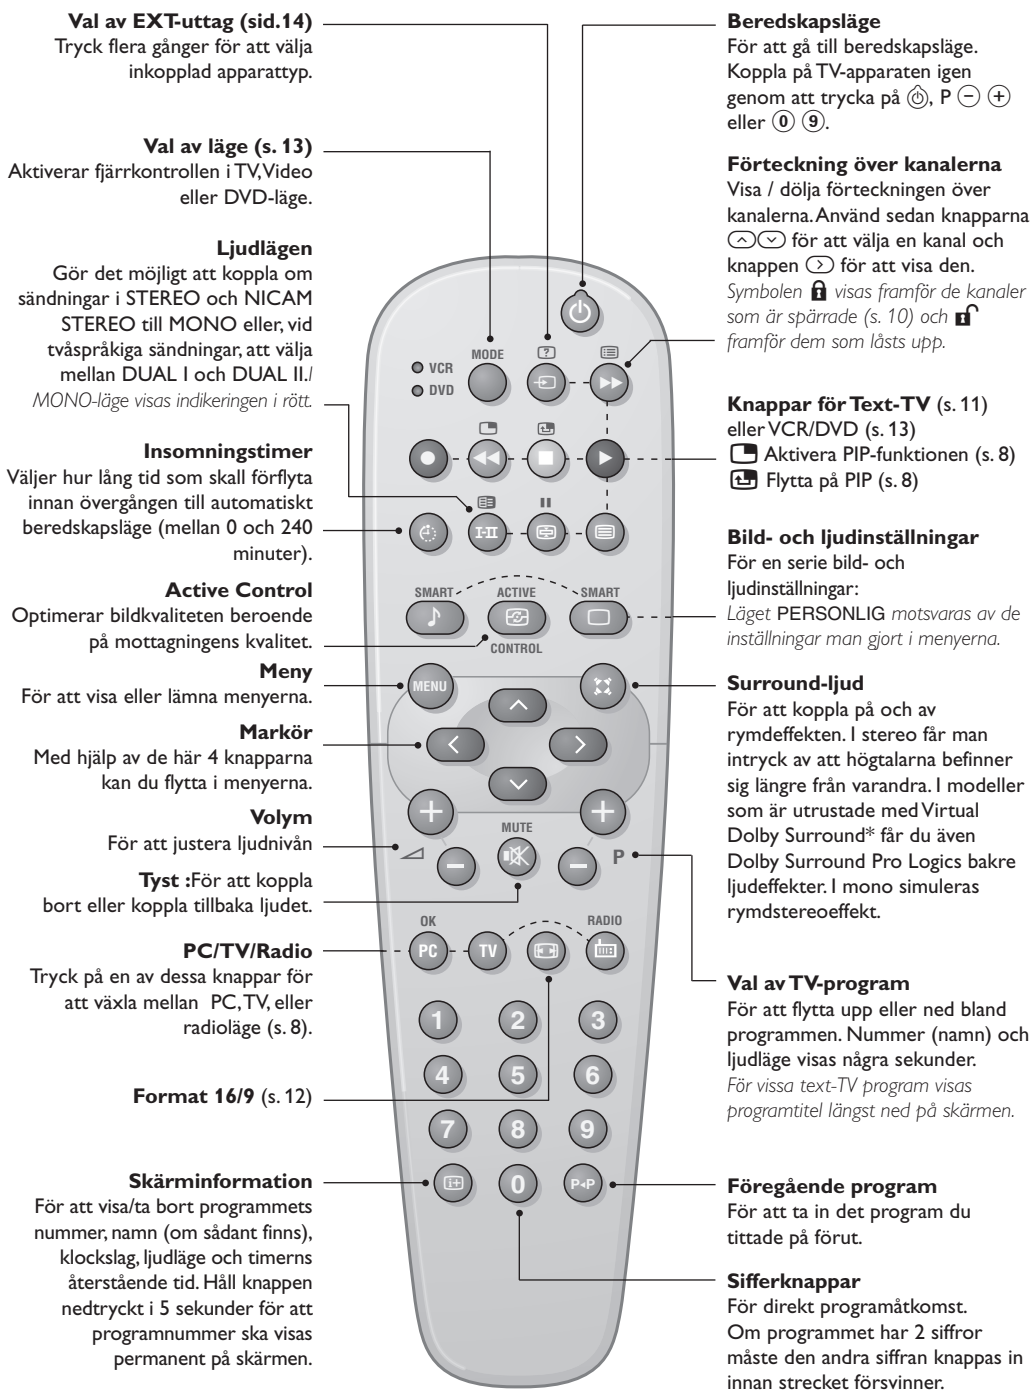 Val av EXT-uttag (sid.14)
Tryck flera gånger för att välja
inkopplad apparattyp.
Val av läge (s. 13)
Aktiverar fjärrkontrollen i TV, Video
eller DVD-läge.
Ljudlägen
Gör det möjligt att koppla om
sändningar i STEREO och NICAM
STEREO till MONO eller, vid
tvåspråkiga sändningar, att välja
mellan DUAL I och DUAL II.I
MONO-läge visas indikeringen i rött.
Insomningstimer
Väljer hur lång tid som skall förflyta
innan övergången till automatiskt
beredskapsläge (mellan 0 och 240
minuter).
Active Control
Optimerar bildkvaliteten beroende
på mottagningens kvalitet.
Meny
För att visa eller lämna menyerna.
Markör
Med hjälp av de här 4 knapparna
kan du flytta i menyerna.
Volym
För att justera ljudnivån
Tyst :För att koppla
bort eller koppla tillbaka ljudet.
PC/TV/Radio
Tryck på en av dessa knappar för
att växla mellan PC, TV, eller
radioläge (s. 8).
Format 16/9 (s. 12)
Skärminformation
För att visa/ta bort programmets
nummer, namn (om sådant finns),
klockslag, ljudläge och timerns
återstående tid. Håll knappen
nedtryckt i 5 sekunder för att
programnummer ska visas
permanent på skärmen.
MODE
VCR
DVD
?
I-II
SMART
ACTIVE
SMART
CONTROL
MENU
+
+
MUTE
-
-
P
OK
RADIO
PC
TV
1
2
3
4
5
6
7
8
9
i+
0
P◂P
Beredskapsläge
För att gå till beredskapsläge.
Koppla på TV-apparaten igen
genom att trycka på ⏻, P − +
eller 0 9.
Förteckning över kanalerna
Visa / dölja förteckningen över
kanalerna. Använd sedan knapparna
för att välja en kanal och
knappen för att visa den.
Symbolen visas framför de kanaler
som är spärrade (s. 10) och
framför dem som låsts upp.
Knappar för Text-TV (s. 11)
eller VCR/DVD (s. 13)
Aktivera PIP-funktionen (s. 8)
Flytta på PIP (s. 8)
Bild- och ljudinställningar
För en serie bild- och
ljudinställningar:
Läget PERSONLIG motsvaras av de
inställningar man gjort i menyerna.
Surround-ljud
För att koppla på och av
rymdeffekten. I stereo får man
intryck av att högtalarna befinner
sig längre från varandra. I modeller
som är utrustade med Virtual
Dolby Surround* får du även
Dolby Surround Pro Logics bakre
ljudeffekter. I mono simuleras
rymdstereoeffekt.
Val av TV-program
För att flytta upp eller ned bland
programmen. Nummer (namn) och
ljudläge visas några sekunder.
För vissa text-TV program visas
programtitel längst ned på skärmen.
Föregående program
För att ta in det program du
tittade på förut.
Sifferknappar
För direkt programåtkomst.
Om programmet har 2 siffror
måste den andra siffran knappas in
innan strecket försvinner.